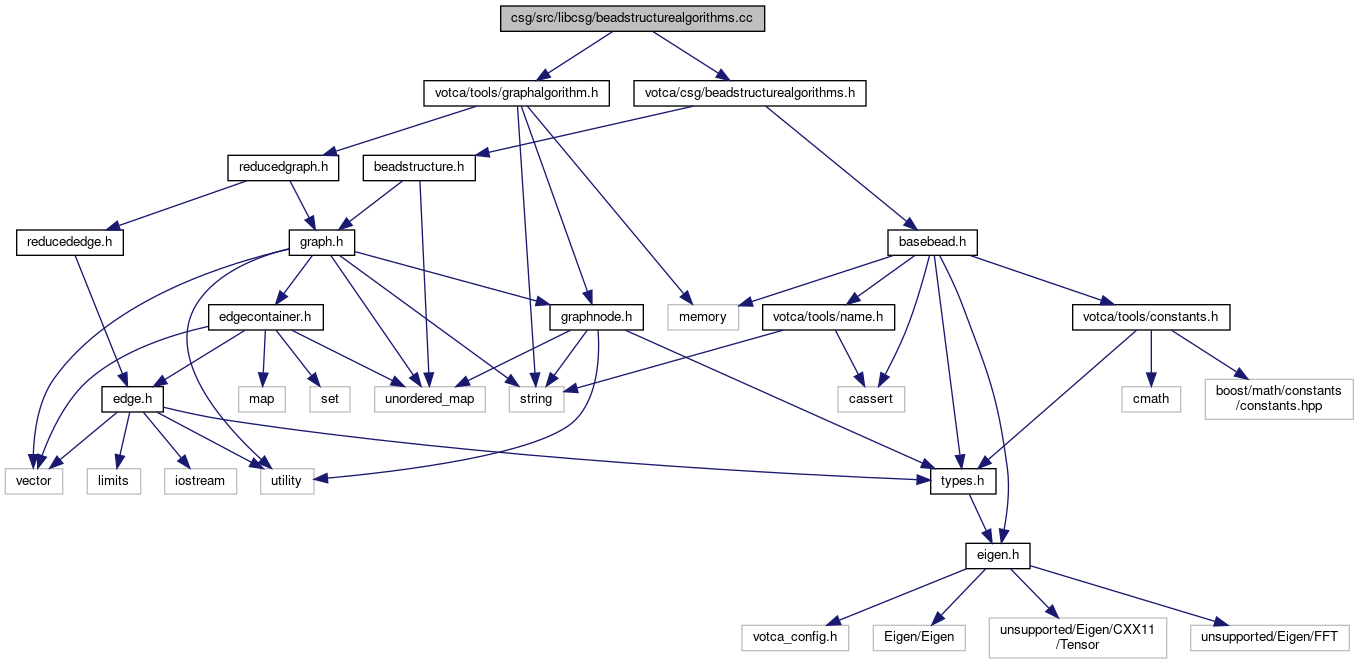 csg/src/libcsg/beadstructurealgorithms.cc
votca/tools/graphalgorithm.h
votca/csg/beadstructurealgorithms.h
reducedgraph.h
beadstructure.h
reducededge.h
graph.h
basebead.h
edgecontainer.h
graphnode.h
memory
votca/tools/name.h
votca/tools/constants.h
edge.h
map
set
unordered_map
string
cassert
cmath
boost/math/constants
/constants.hpp
vector
limits
iostream
utility
types.h
eigen.h
votca_config.h
Eigen/Eigen
unsupported/Eigen/CXX11
/Tensor
unsupported/Eigen/FFT